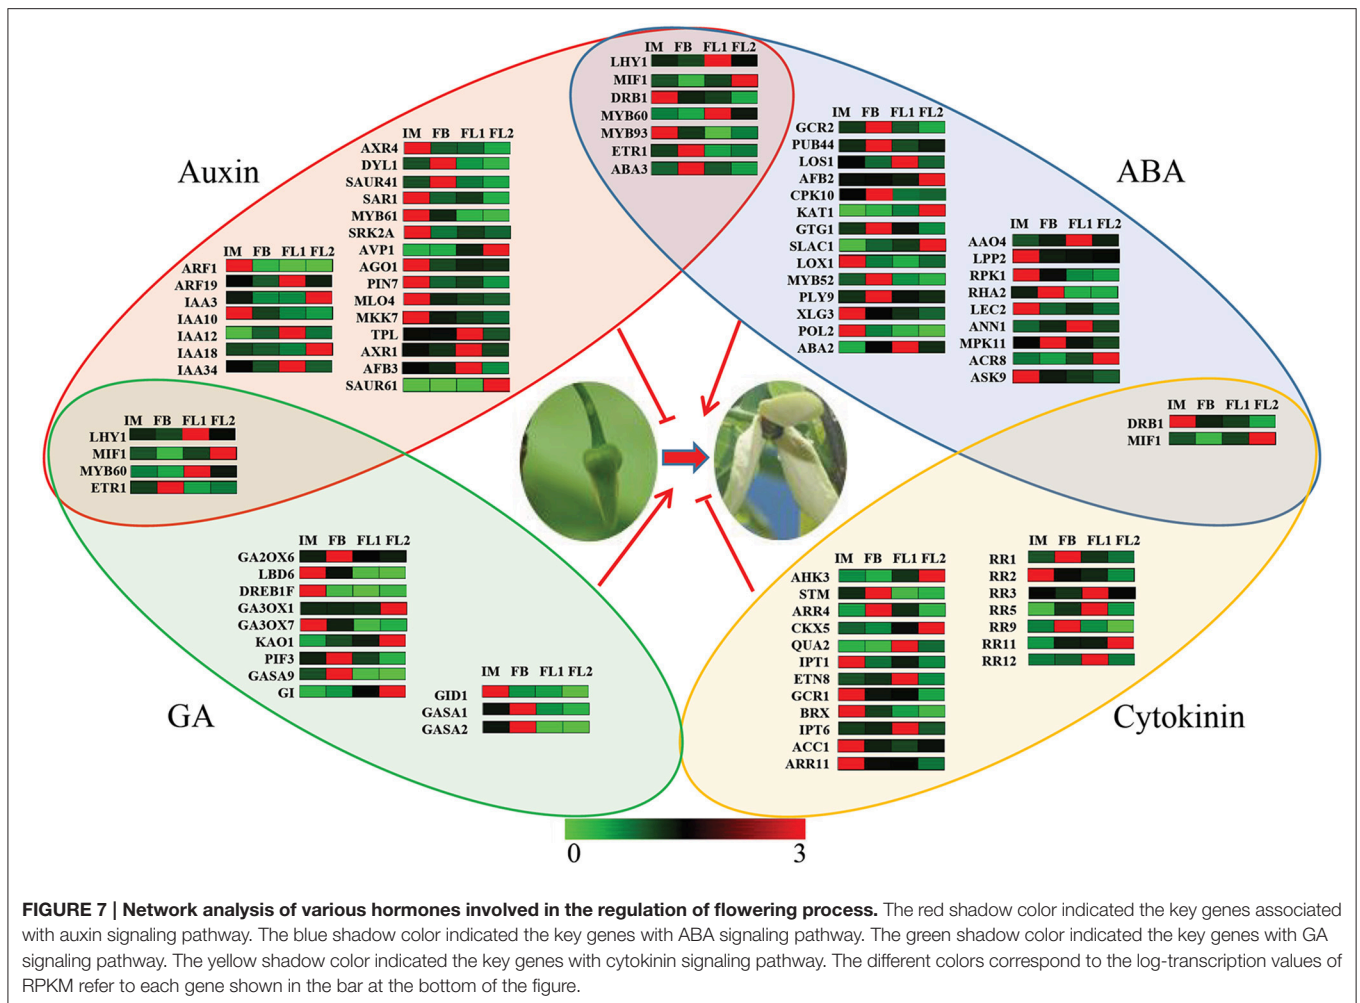 IM FB FL1 FL2
LHY1
MIF1
DRB1
MYB60
MYB93
ETR1
ABA3
Auxin
IM FB FL1 FL2
AXR4
DYL1
SAUR41
SAR1
MYB61
SRK2A
AVP1
AGO1
PIN7
MLO4
MKK7
TPL
AXR1
AFB3
SAUR61
IM FB FL1 FL2
ARF1
ARF19
IAA3
IAA10
IAA12
IAA18
IAA34
ABA
IM FB FL1 FL2
GCR2
PUB44
LOS1
AFB2
CPK10
KAT1
GTG1
SLAC1
LOX1
MYB52
PLY9
XLG3
POL2
ABA2
IM FB FL1 FL2
AAO4
LPP2
RPK1
RHA2
LEC2
ANN1
MPK11
ACR8
ASK9
IM FB FL1 FL2
LHY1
MIF1
MYB60
ETR1
IM FB FL1 FL2
DRB1
MIF1
IM FB FL1 FL2
GA2OX6
LBD6
DREB1F
GA3OX1
GA3OX7
KAO1
PIF3
GASA9
GI
IM FB FL1 FL2
GID1
GASA1
GASA2
GA
IM FB FL1 FL2
AHK3
STM
ARR4
CKX5
QUA2
IPT1
ETN8
GCR1
BRX
IPT6
ACC1
ARR11
IM FB FL1 FL2
RR1
RR2
RR3
RR5
RR9
RR11
RR12
Cytokinin
0 3
FIGURE 7 | Network analysis of various hormones involved in the regulation of flowering process. The red shadow color indicated the key genes associated
with auxin signaling pathway. The blue shadow color indicated the key genes with ABA signaling pathway. The green shadow color indicated the key genes with GA
signaling pathway. The yellow shadow color indicated the key genes with cytokinin signaling pathway. The different colors correspond to the log-transcription values of
RPKM refer to each gene shown in the bar at the bottom of the figure.